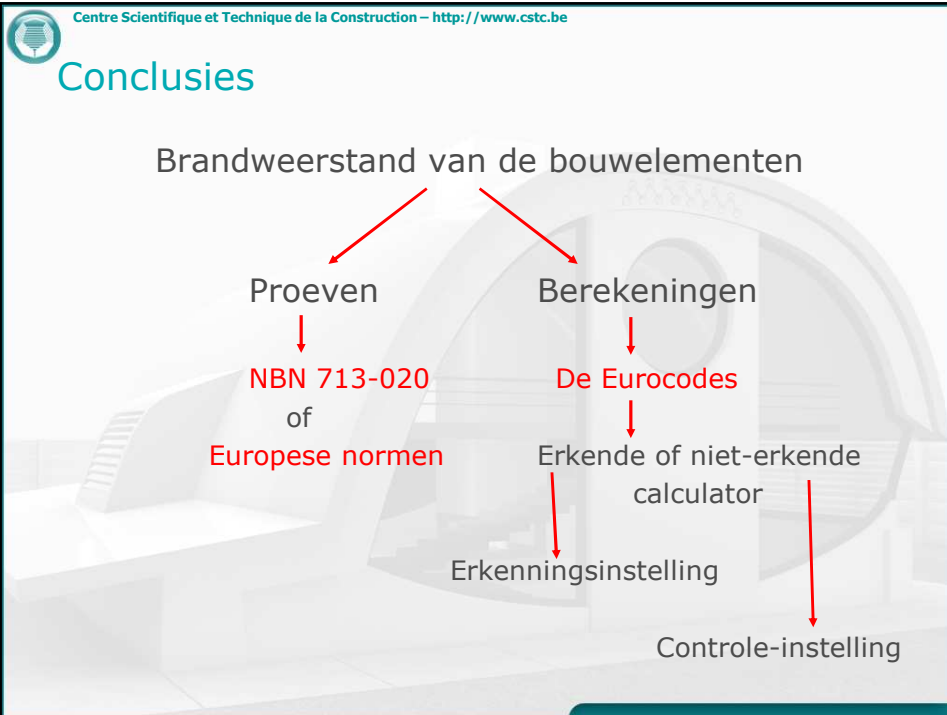 Centre Scientifique et Technique de la Construction – http://www.cstc.be
Conclusies
Brandweerstand van de bouwelementen
Proeven
Berekeningen
NBN 713-020
of
Europese normen
De Eurocodes
Erkende of niet-erkende
calculator
Erkenningsinstelling
Controle-instelling